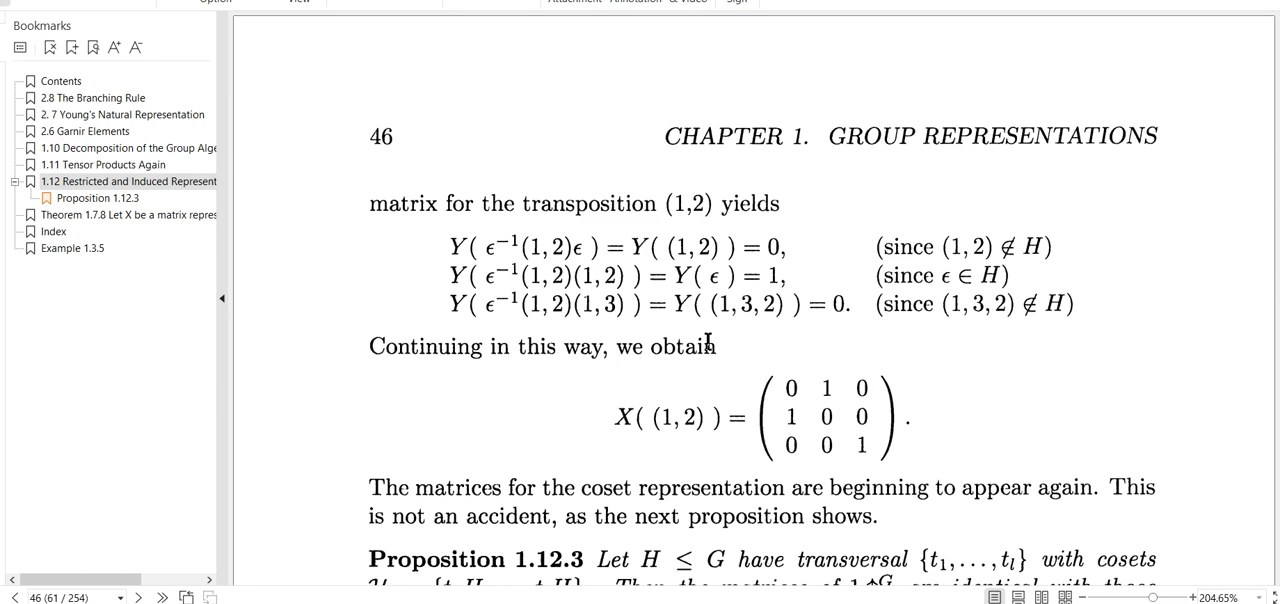 Option
View
Attachment Annotation & Video
Sign
Bookmarks
Contents
2.8 The Branching Rule
2. 7 Young's Natural Representation
2.6 Garnir Elements
1.10 Decomposition of the Group Alge
1.11 Tensor Products Again
1.12 Restricted and Induced Represent
Proposition 1.12.3
Theorem 1.7.8 Let X be a matrix repres
Index
Example 1.3.5
46 CHAPTER 1. GROUP REPRESENTATIONS
matrix for the transposition (1,2) yields
Y( ϵ⁻¹(1, 2)ϵ ) = Y( (1, 2) ) = 0, (since (1, 2) ∉ H)
Y( ϵ⁻¹(1, 2)(1, 2) ) = Y( ϵ ) = 1, (since ϵ ∈ H)
Y( ϵ⁻¹(1, 2)(1, 3) ) = Y( (1, 3, 2) ) = 0. (since (1, 3, 2) ∉ H)
Continuing in this way, we obtain
0 1 0
X( (1, 2) ) = ( 1 0 0 ) .
0 0 1
The matrices for the coset representation are beginning to appear again. This
is not an accident, as the next proposition shows.
Proposition 1.12.3 Let H ≤ G have transversal {t₁, . . . , tₗ} with cosets
46 (61 / 254)
204.65%